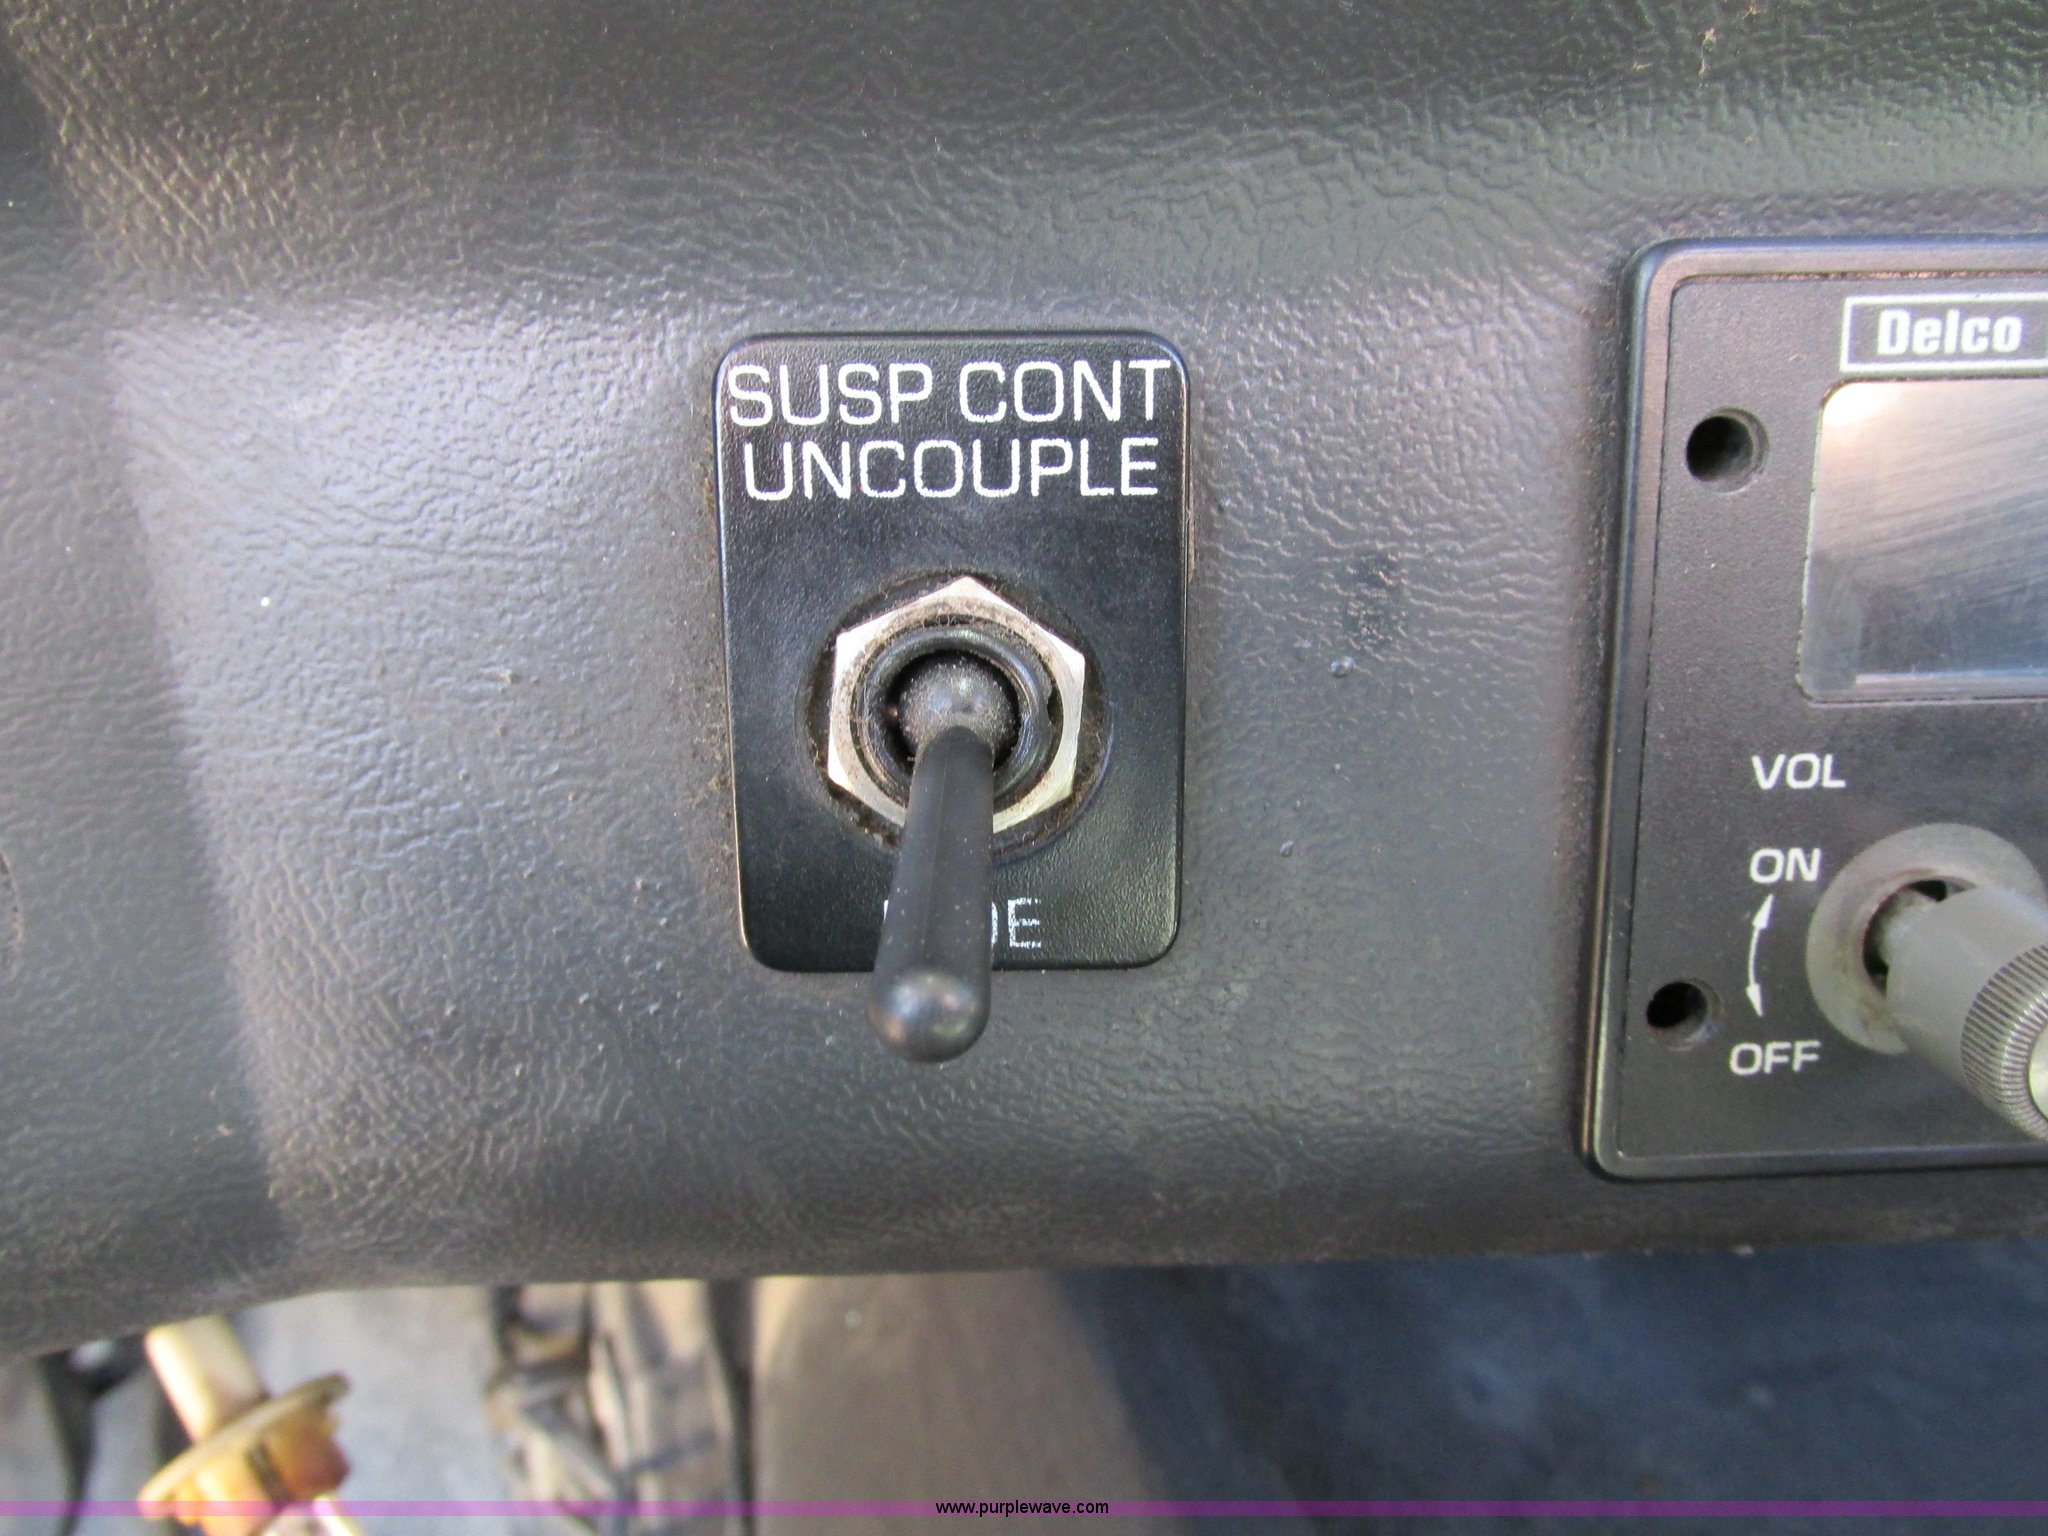 SUSP CONT
UNCOUPLE
Delco
VOL
ON
OFF
www.purplewave.com